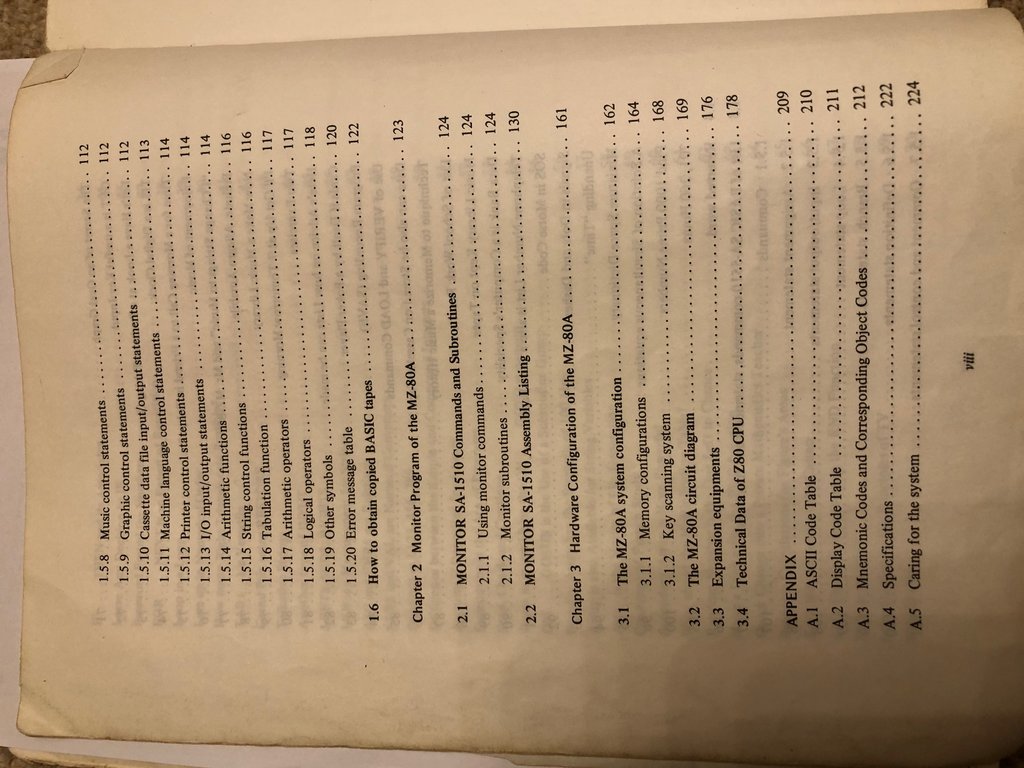 1.5.8 Music control statements ........ 112
1.5.9 Graphic control statements ........ 112
1.5.10 Cassette data file input/output statements ........ 112
1.5.11 Machine language control statements ........ 113
1.5.12 Printer control statements ........ 114
1.5.13 I/O input/output statements ........ 114
1.5.14 Arithmetic functions ........ 114
1.5.15 String control functions ........ 116
1.5.16 Tabulation function ........ 116
1.5.17 Arithmetic operators ........ 117
1.5.18 Logical operators ........ 117
1.5.19 Other symbols ........ 118
1.5.20 Error message table ........ 120
1.6 How to obtain copied BASIC tapes ........ 122
Chapter 2 Monitor Program of the MZ-80A ........ 123
2.1 MONITOR SA-1510 Commands and Subroutines ........ 124
2.1.1 Using monitor commands ........ 124
2.1.2 Monitor subroutines ........ 124
2.2 MONITOR SA-1510 Assembly Listing ........ 130
Chapter 3 Hardware Configuration of the MZ-80A ........ 161
3.1 The MZ-80A system configuration ........ 162
3.1.1 Memory configurations ........ 164
3.1.2 Key scanning system ........ 168
3.2 The MZ-80A circuit diagram ........ 169
3.3 Expansion equipments ........ 176
3.4 Technical Data of Z80 CPU ........ 178
APPENDIX ........ 209
A.1 ASCII Code Table ........ 210
A.2 Display Code Table ........ 211
A.3 Mnemonic Codes and Corresponding Object Codes ........ 212
A.4 Specifications ........ 222
A.5 Caring for the system ........ 224
viii